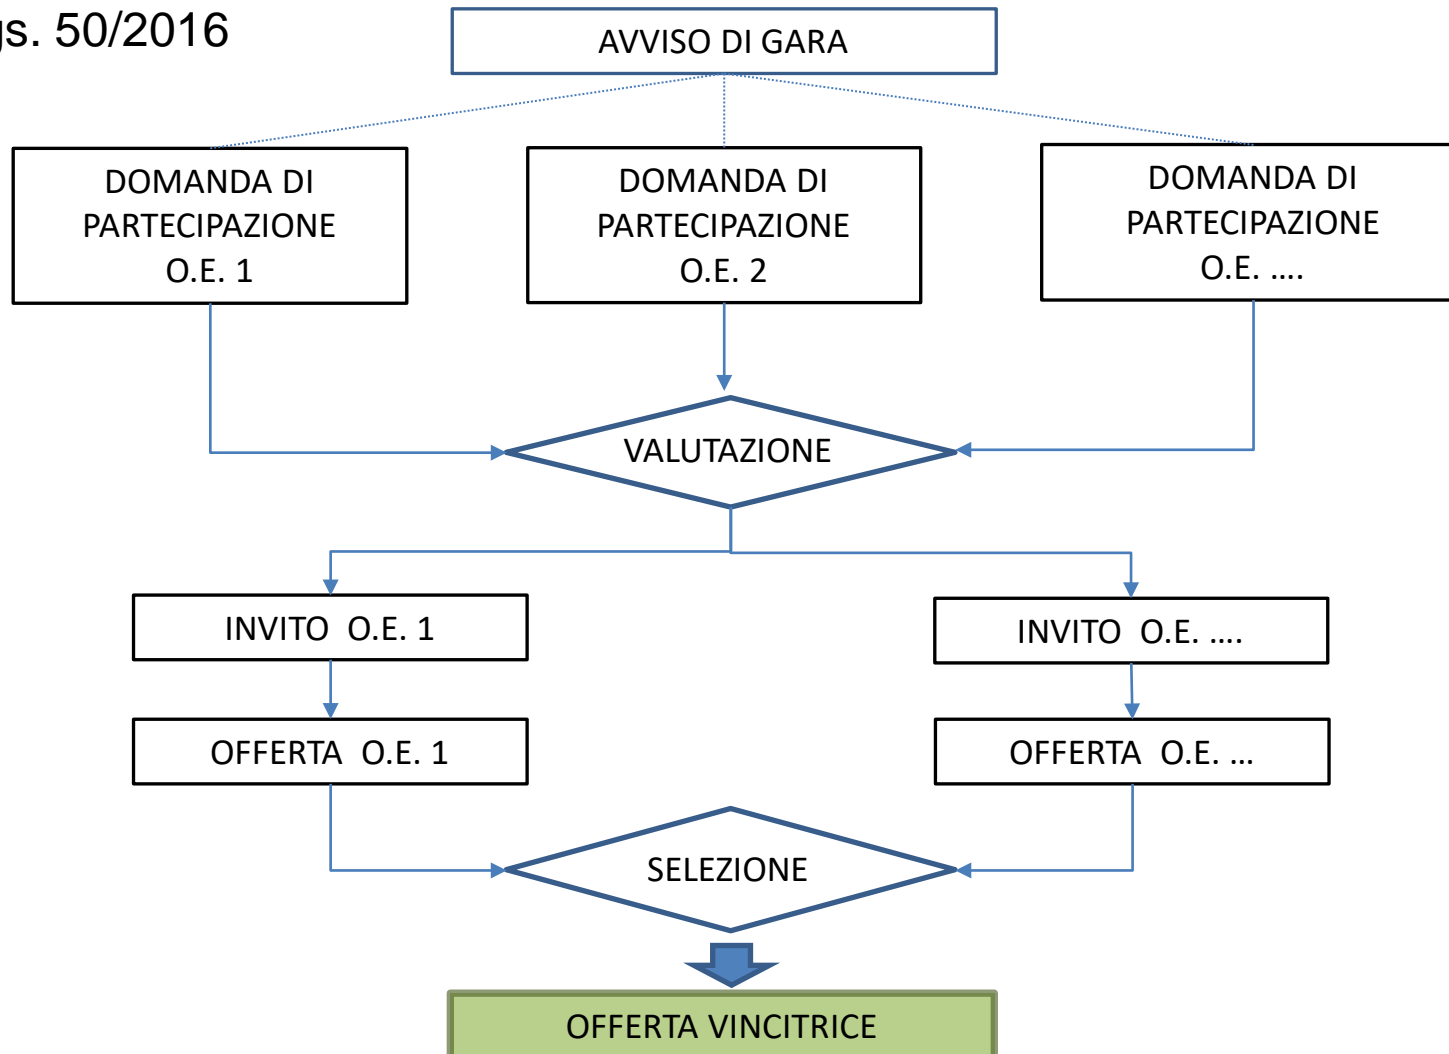 gs. 50/2016
AVVISO DI GARA
DOMANDA DI
PARTECIPAZIONE
O.E. 1
DOMANDA DI
PARTECIPAZIONE
O.E. 2
DOMANDA DI
PARTECIPAZIONE
O.E. ....
VALUTAZIONE
INVITO O.E. 1
INVITO O.E. ....
OFFERTA O.E. 1
OFFERTA O.E. ...
SELEZIONE
OFFERTA VINCITRICE